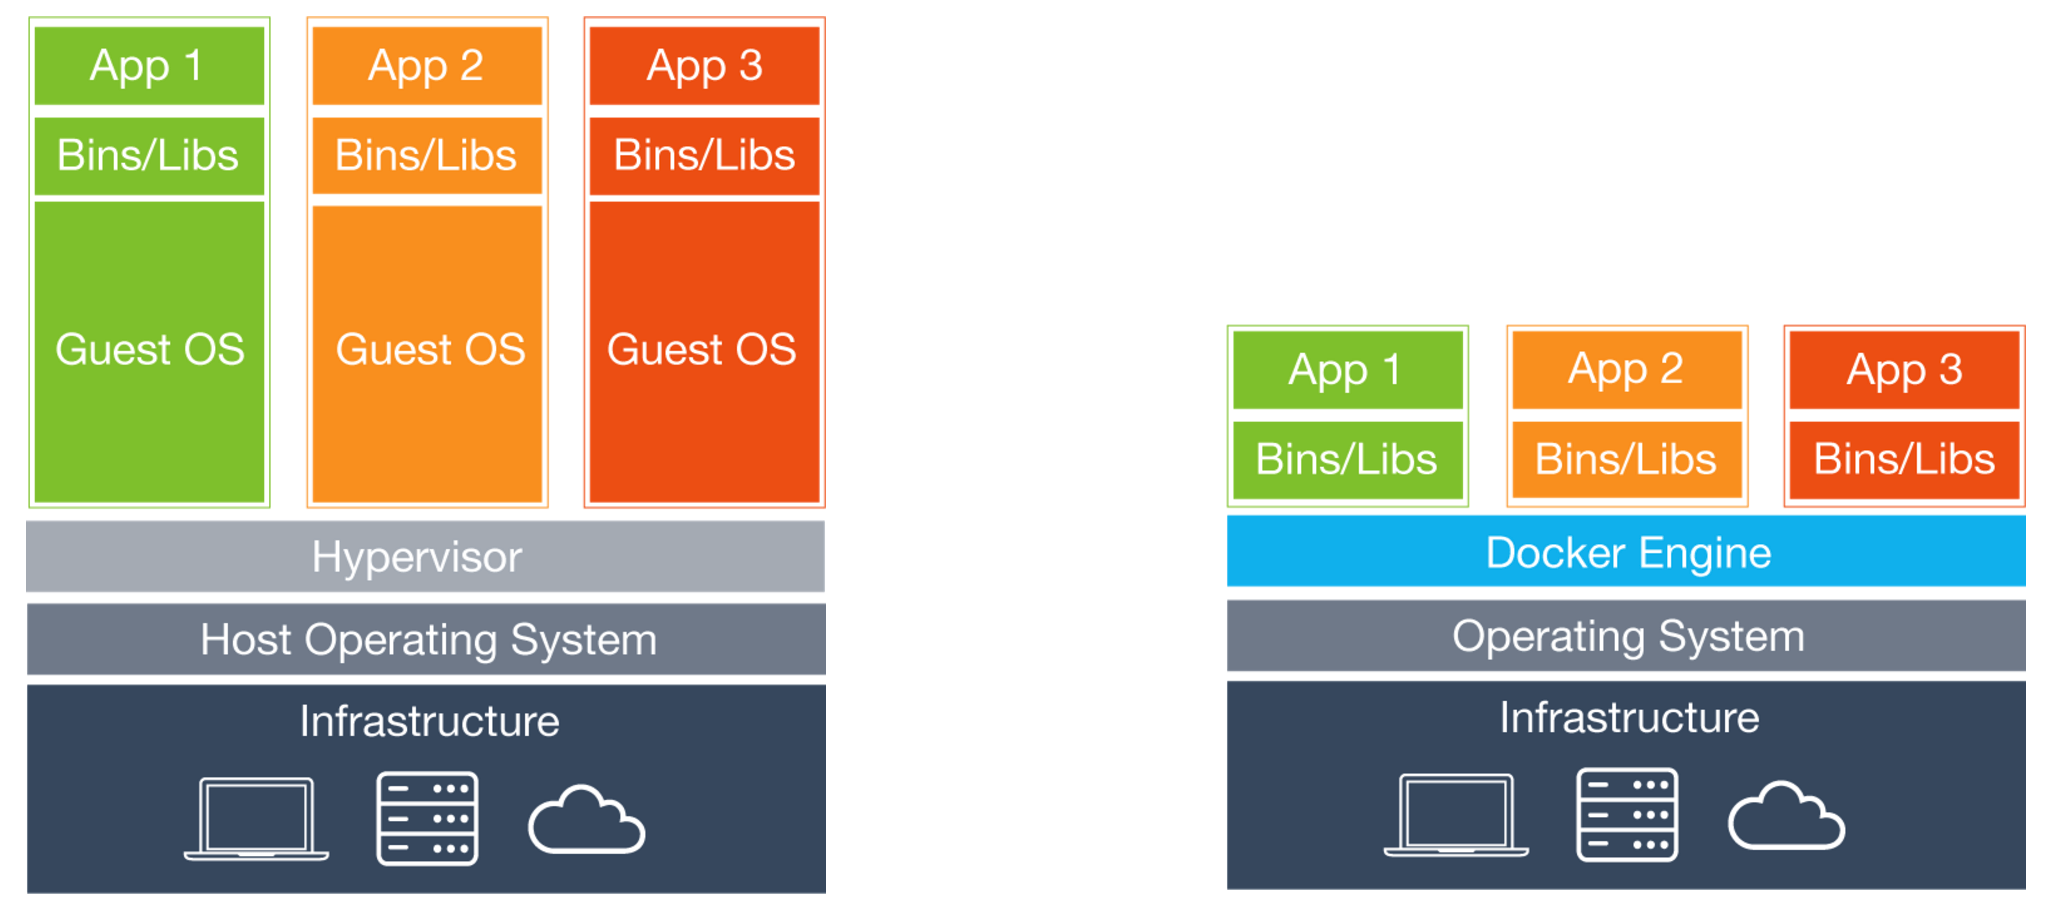 App 1
App 2
App 3
Bins/Libs
Bins/Libs
Bins/Libs
Guest OS
Guest OS
Guest OS
Hypervisor
Host Operating System
Infrastructure
App 1
App 2
App 3
Bins/Libs
Bins/Libs
Bins/Libs
Docker Engine
Operating System
Infrastructure